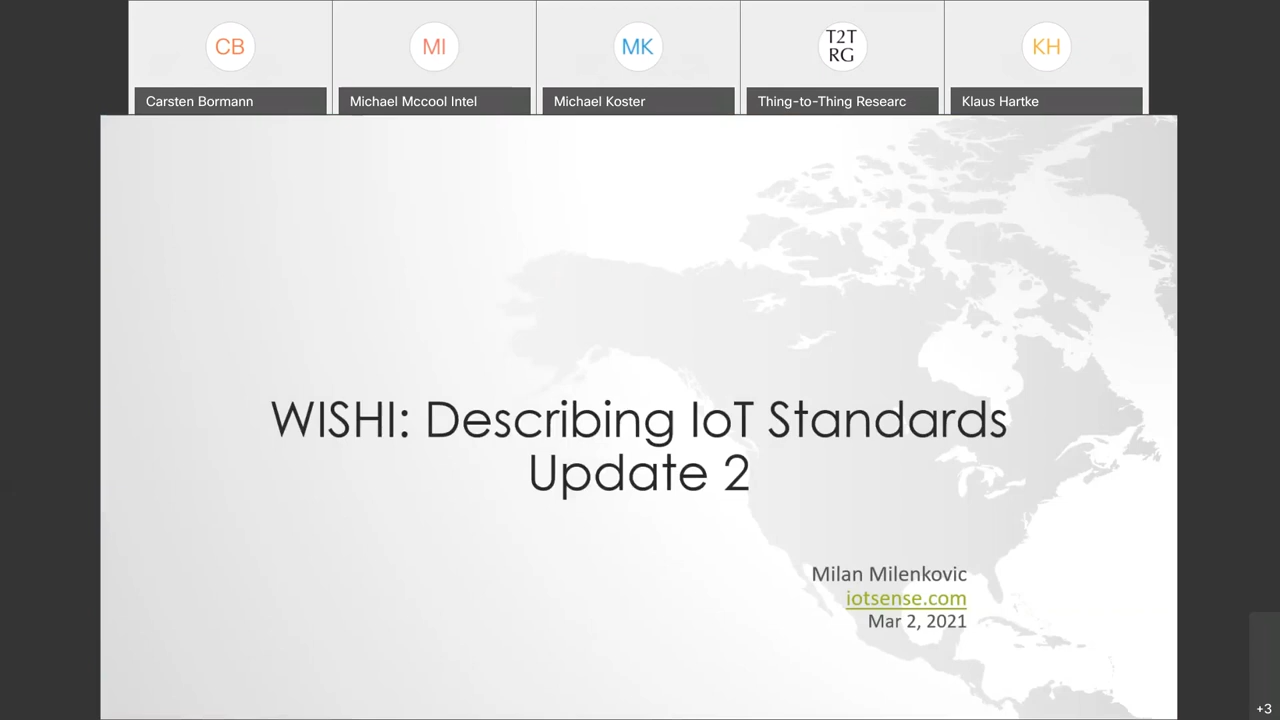 CB
MI
MK
T2T
RG
KH
Carsten Bormann
Michael Mccool Intel
Michael Koster
Thing-to-Thing Researc
Klaus Hartke
WISHI: Describing IoT Standards
Update 2
Milan Milenkovic
iotsense.com
Mar 2, 2021
+3